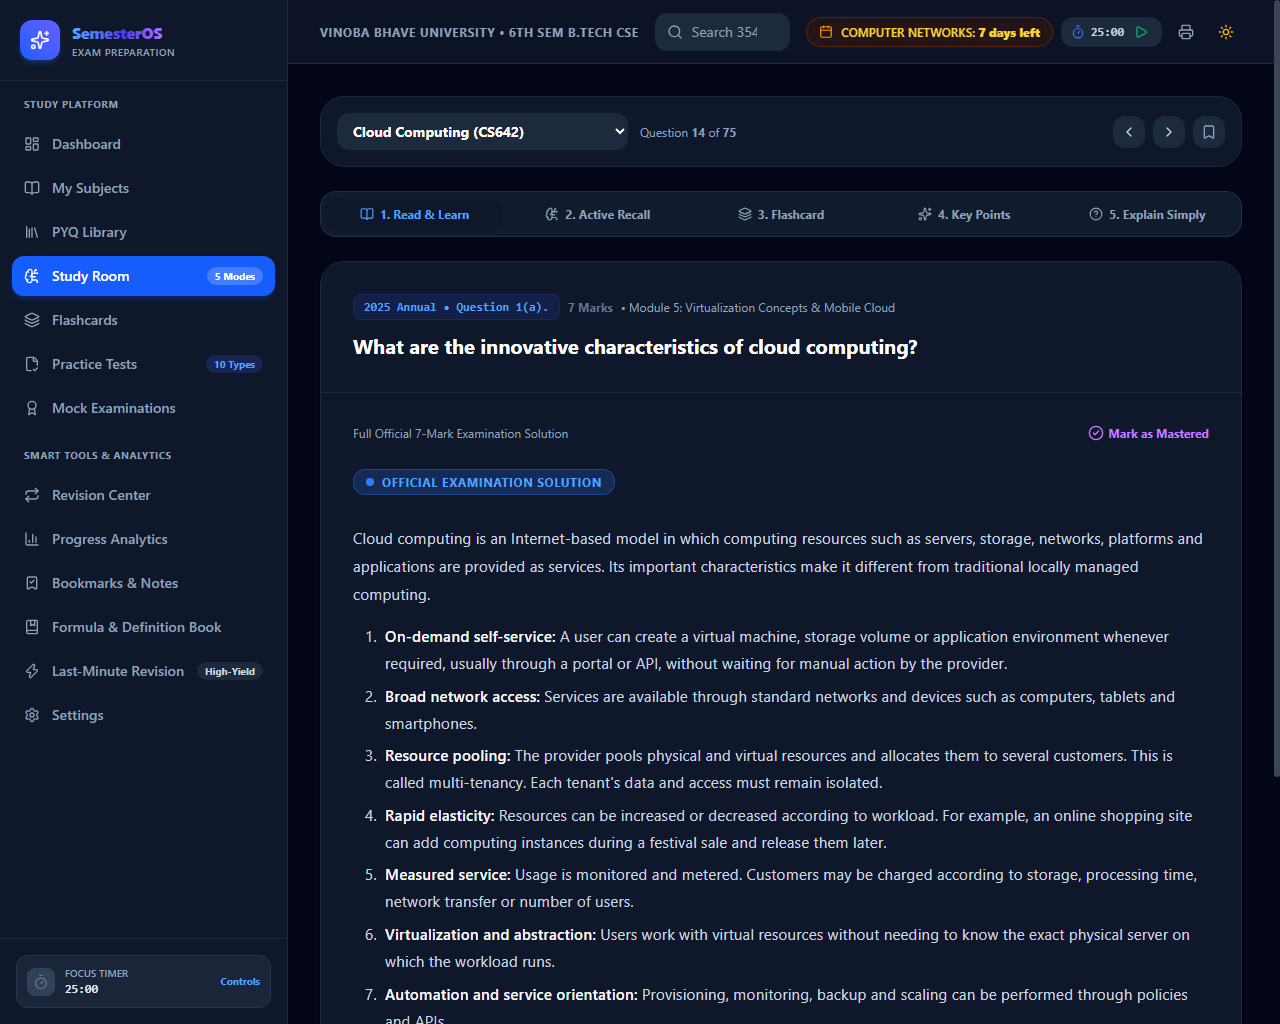 SemesterOS
EXAM PREPARATION
STUDY PLATFORM
Dashboard
My Subjects
PYQ Library
Study Room
5 Modes
Flashcards
Practice Tests
10 Types
Mock Examinations
SMART TOOLS & ANALYTICS
Revision Center
Progress Analytics
Bookmarks & Notes
Formula & Definition Book
Last-Minute Revision
High-Yield
Settings
FOCUS TIMER
25:00
Controls
VINOBA BHAVE UNIVERSITY • 6TH SEM B.TECH CSE
Search 354
COMPUTER NETWORKS: 7 days left
25:00
Cloud Computing (CS642)
Question 14 of 75
1. Read & Learn
2. Active Recall
3. Flashcard
4. Key Points
5. Explain Simply
2025 Annual • Question 1(a).
7 Marks
• Module 5: Virtualization Concepts & Mobile Cloud
What are the innovative characteristics of cloud computing?
Full Official 7-Mark Examination Solution
Mark as Mastered
OFFICIAL EXAMINATION SOLUTION
Cloud computing is an Internet-based model in which computing resources such as servers, storage, networks, platforms and
applications are provided as services. Its important characteristics make it different from traditional locally managed
computing.
1. On-demand self-service: A user can create a virtual machine, storage volume or application environment whenever
required, usually through a portal or API, without waiting for manual action by the provider.
2. Broad network access: Services are available through standard networks and devices such as computers, tablets and
smartphones.
3. Resource pooling: The provider pools physical and virtual resources and allocates them to several customers. This is
called multi-tenancy. Each tenant's data and access must remain isolated.
4. Rapid elasticity: Resources can be increased or decreased according to workload. For example, an online shopping site
can add computing instances during a festival sale and release them later.
5. Measured service: Usage is monitored and metered. Customers may be charged according to storage, processing time,
network transfer or number of users.
6. Virtualization and abstraction: Users work with virtual resources without needing to know the exact physical server on
which the workload runs.
7. Automation and service orientation: Provisioning, monitoring, backup and scaling can be performed through policies
and APIs.